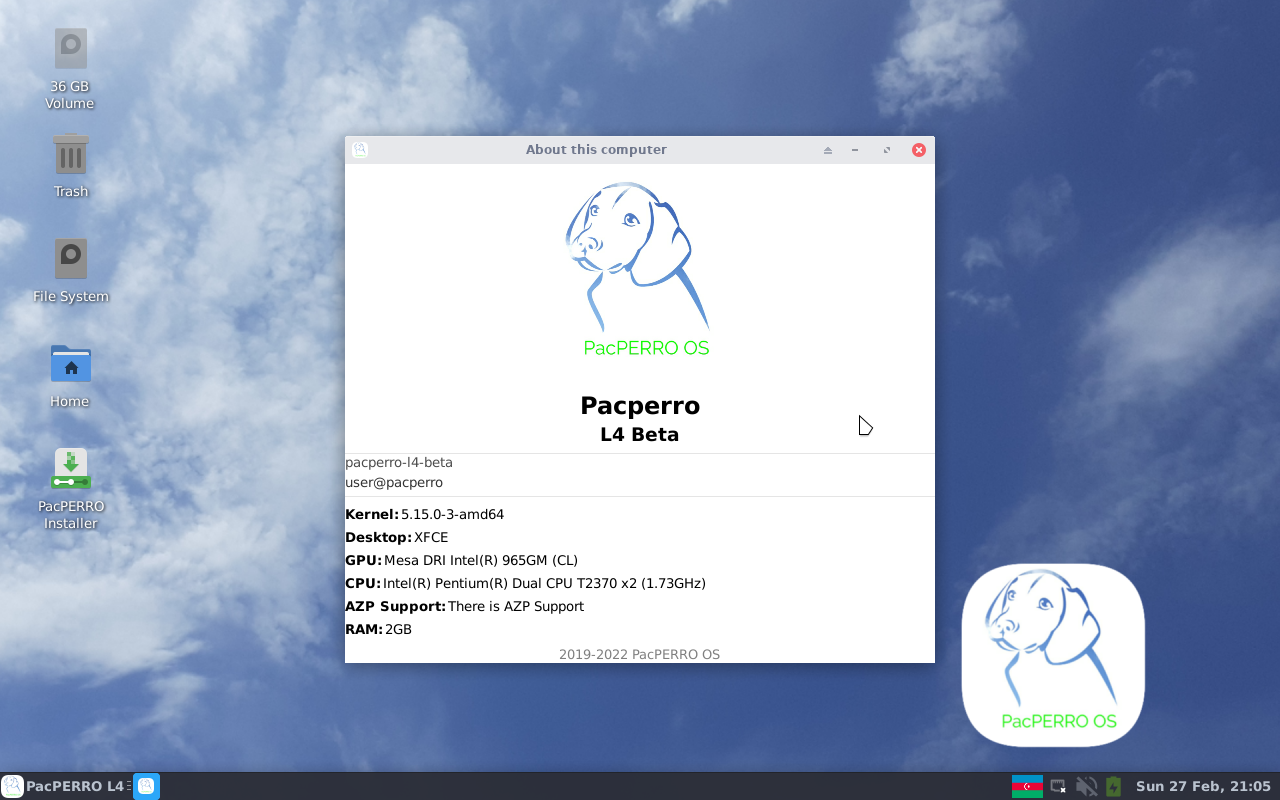 36 GB
Volume
Trash
File System
Home
PacPERRO
Installer
About this computer
PacPERRO OS
Pacperro
L4 Beta
pacperro-l4-beta
user@pacperro
Kernel: 5.15.0-3-amd64
Desktop: XFCE
GPU: Mesa DRI Intel(R) 965GM (CL)
CPU: Intel(R) Pentium(R) Dual CPU T2370 x2 (1.73GHz)
AZP Support: There is AZP Support
RAM: 2GB
2019-2022 PacPERRO OS
PacPERRO OS
PacPERRO L4
Sun 27 Feb, 21:05